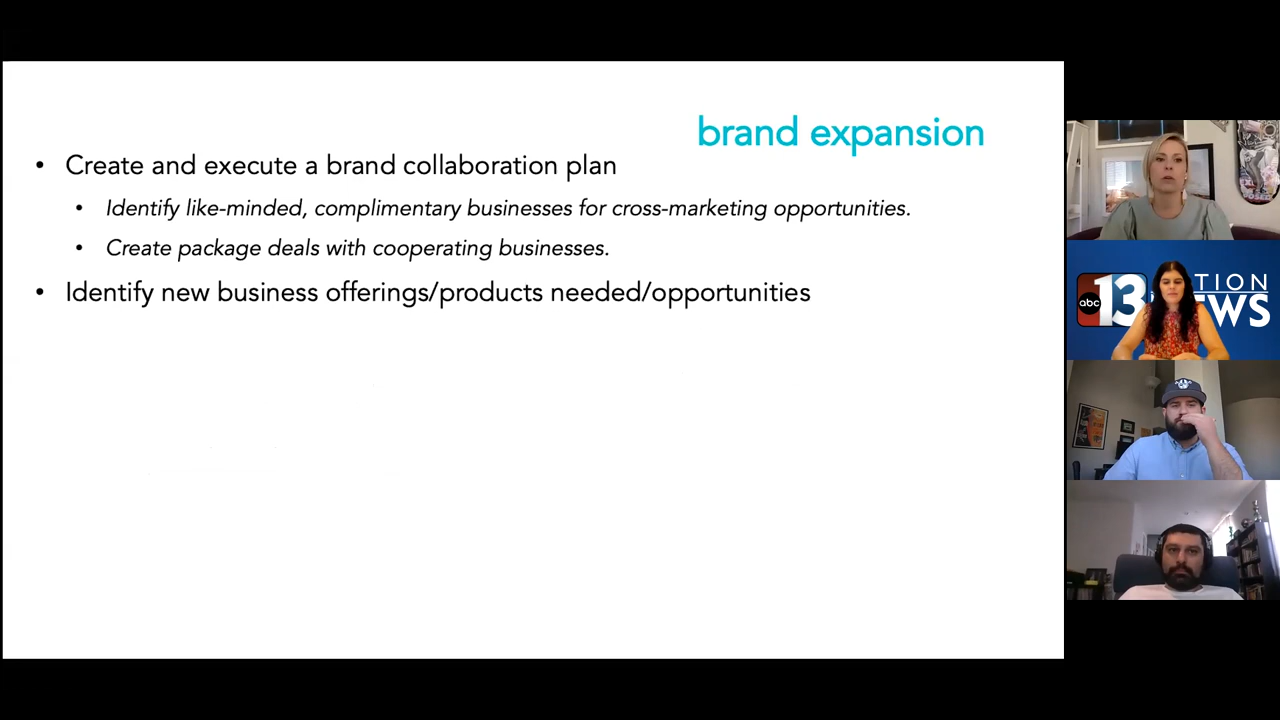 brand expansion
• Create and execute a brand collaboration plan
• Identify like-minded, complimentary businesses for cross-marketing opportunities.
• Create package deals with cooperating businesses.
• Identify new business offerings/products needed/opportunities
abc 13
TION
WS